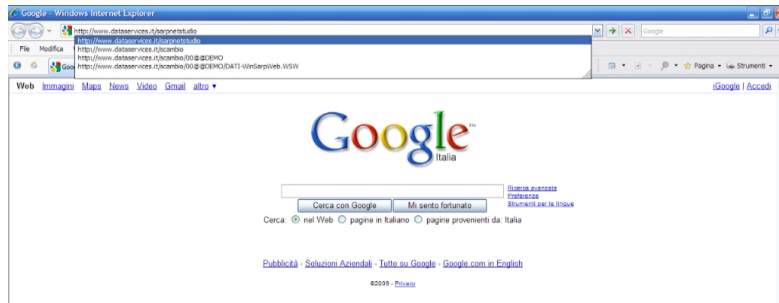 Google - Windows Internet Explorer
http://www.dataservices.it/sarpnetstudio
Google
http://www.dataservices.it/sarpnetstudio
File Modifica
http://www.dataservices.it/scambio
http://www.dataservices.it/scambio/00@@DEMO
Goo http://www.dataservices.it/scambio/00@@DEMO/DATI-WinSarpWeb.WSW
Pagina Strumenti
Web Immagini Maps News Video Gmail altro ▼
iGoogle | Accedi
Google™
Italia
Ricerca avanzata
Preferenze
Strumenti per le lingue
Cerca con Google Mi sento fortunato
Cerca: nel Web pagine in Italiano pagine provenienti da: Italia
Pubblicità - Soluzioni Aziendali - Tutto su Google - Google.com in English
©2009 - Privacy